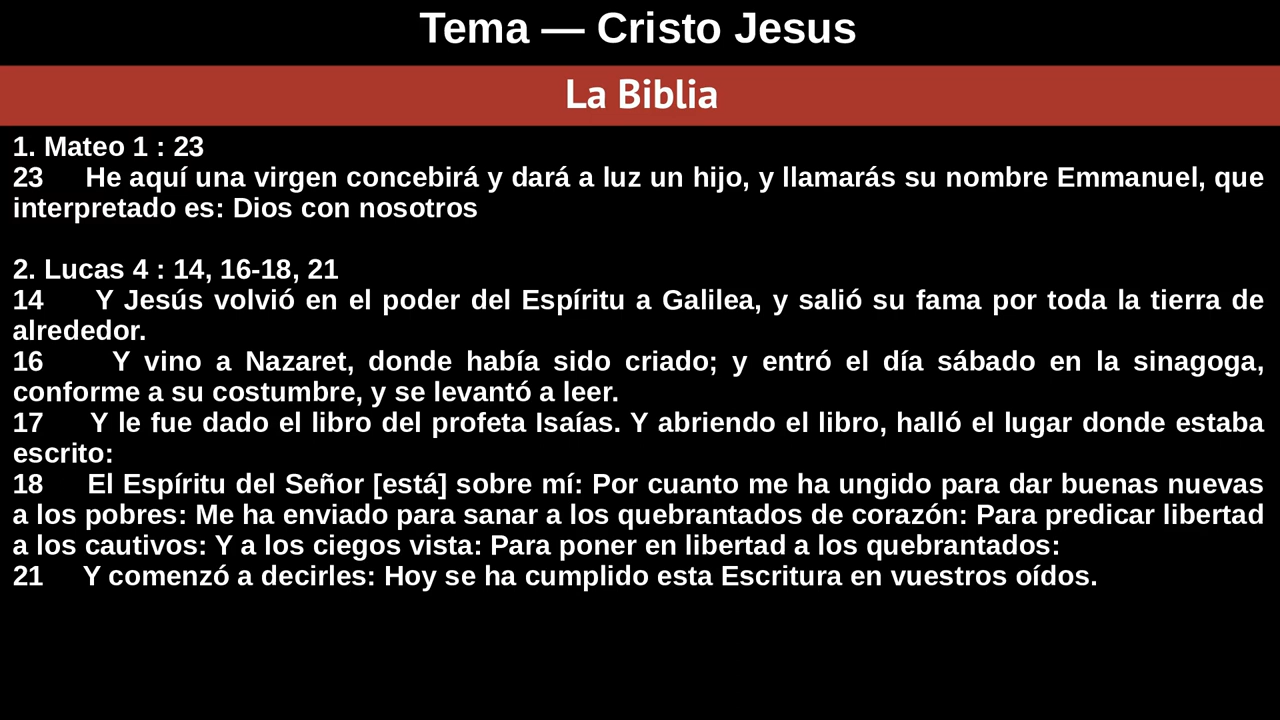 Tema — Cristo Jesus
La Biblia
1. Mateo 1 : 23
23 He aquí una virgen concebirá y dará a luz un hijo, y llamarás su nombre Emmanuel, que
interpretado es: Dios con nosotros
2. Lucas 4 : 14, 16-18, 21
14 Y Jesús volvió en el poder del Espíritu a Galilea, y salió su fama por toda la tierra de
alrededor.
16 Y vino a Nazaret, donde había sido criado; y entró el día sábado en la sinagoga,
conforme a su costumbre, y se levantó a leer.
17 Y le fue dado el libro del profeta Isaías. Y abriendo el libro, halló el lugar donde estaba
escrito:
18 El Espíritu del Señor [está] sobre mí: Por cuanto me ha ungido para dar buenas nuevas
a los pobres: Me ha enviado para sanar a los quebrantados de corazón: Para predicar libertad
a los cautivos: Y a los ciegos vista: Para poner en libertad a los quebrantados:
21 Y comenzó a decirles: Hoy se ha cumplido esta Escritura en vuestros oídos.